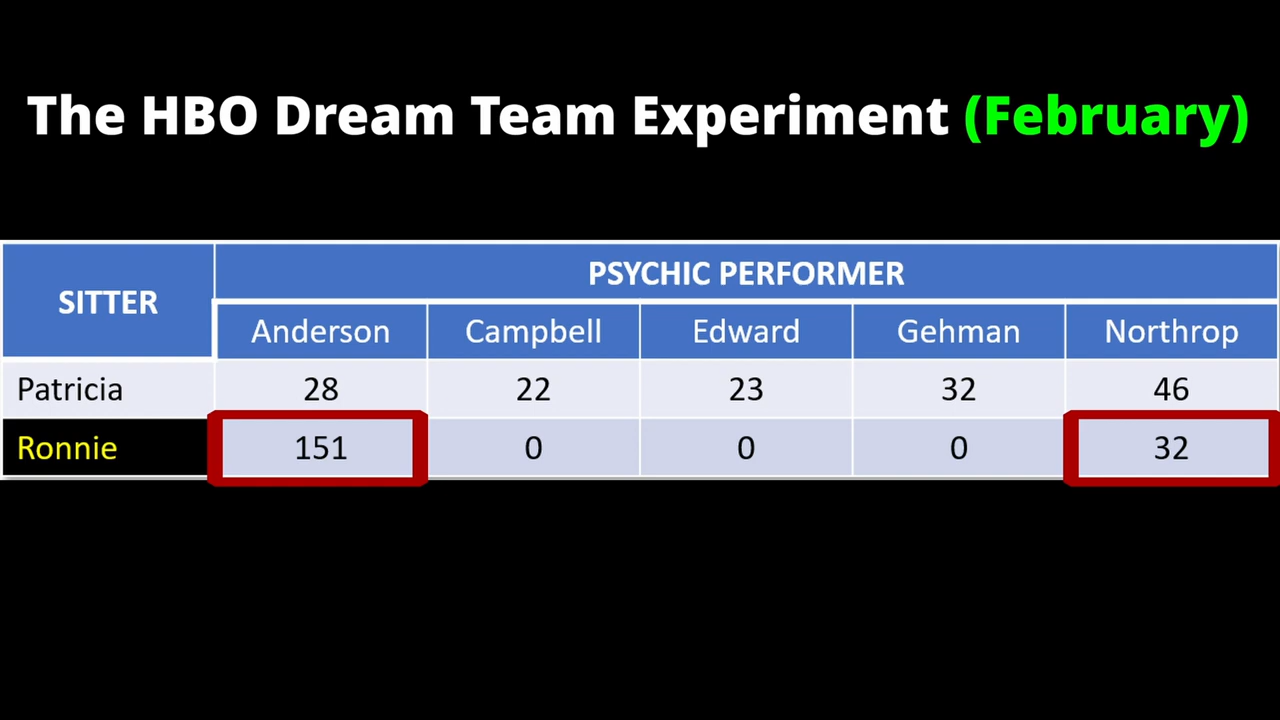 The HBO Dream Team Experiment (February)
SITTER
PSYCHIC PERFORMER
Anderson Campbell Edward Gehman Northrop
Patricia 28 22 23 32 46
Ronnie 151 0 0 0 32